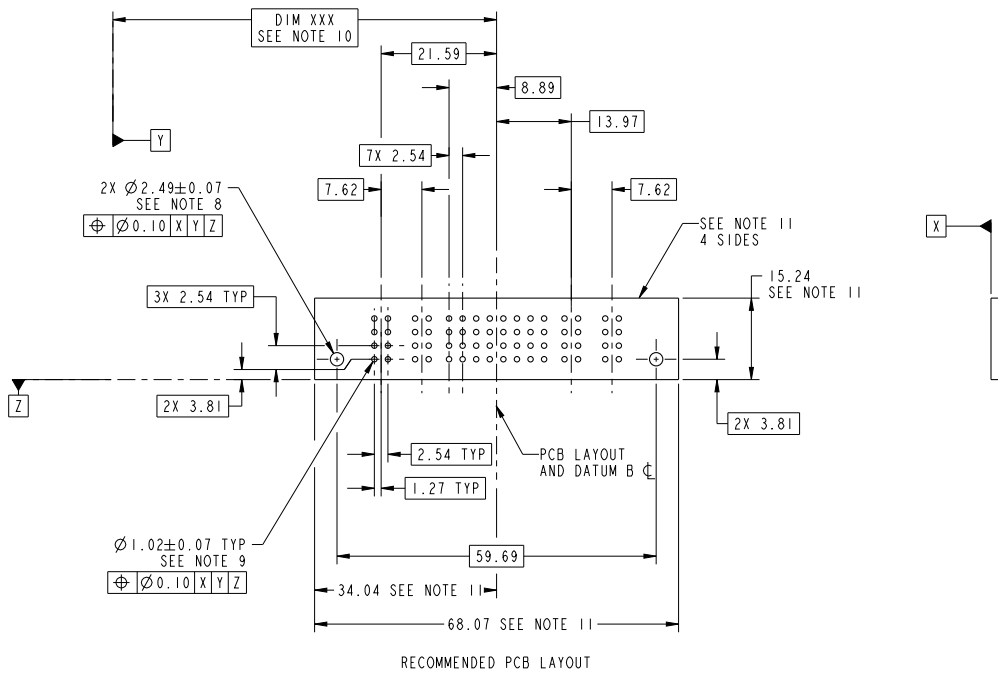 DIM XXX
SEE NOTE 10
21.59
8.89
13.97
Y
7X 2.54
7.62
7.62
2X Ø2.49±0.07
SEE NOTE 8
⌖ Ø0.10 X Y Z
SEE NOTE 11
4 SIDES
X
15.24
SEE NOTE 11
3X 2.54 TYP
Z
2X 3.81
2X 3.81
2.54 TYP
PCB LAYOUT
AND DATUM B ℄
1.27 TYP
Ø1.02±0.07 TYP
SEE NOTE 9
⌖ Ø0.10 X Y Z
59.69
34.04 SEE NOTE 11
68.07 SEE NOTE 11
RECOMMENDED PCB LAYOUT